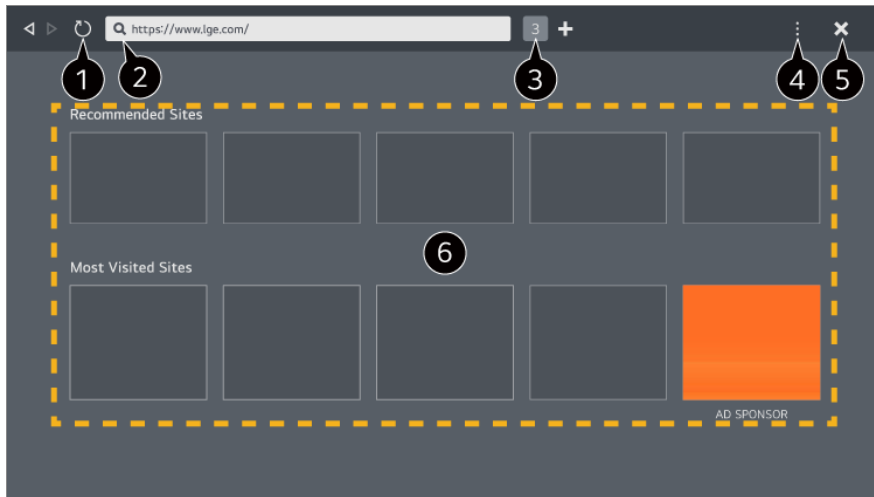 https://www.lge.com/ 3
1 2 3 4 5
Recommended Sites
6
Most Visited Sites
AD SPONSOR